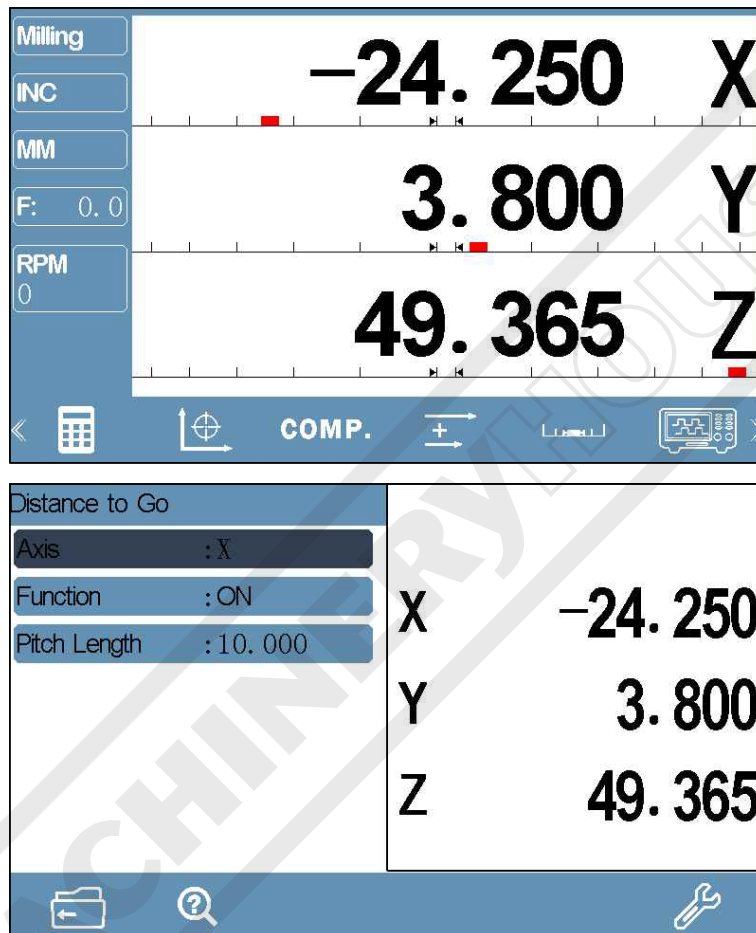 Milling
INC
MM
F: 0.0
RPM
0
-24.250 X
3.800 Y
49.365 Z
« COMP. + »
Distance to Go
Axis :X
Function :ON
Pitch Length :10.000
X -24.250
Y 3.800
Z 49.365
?
ACHINERYHOUS